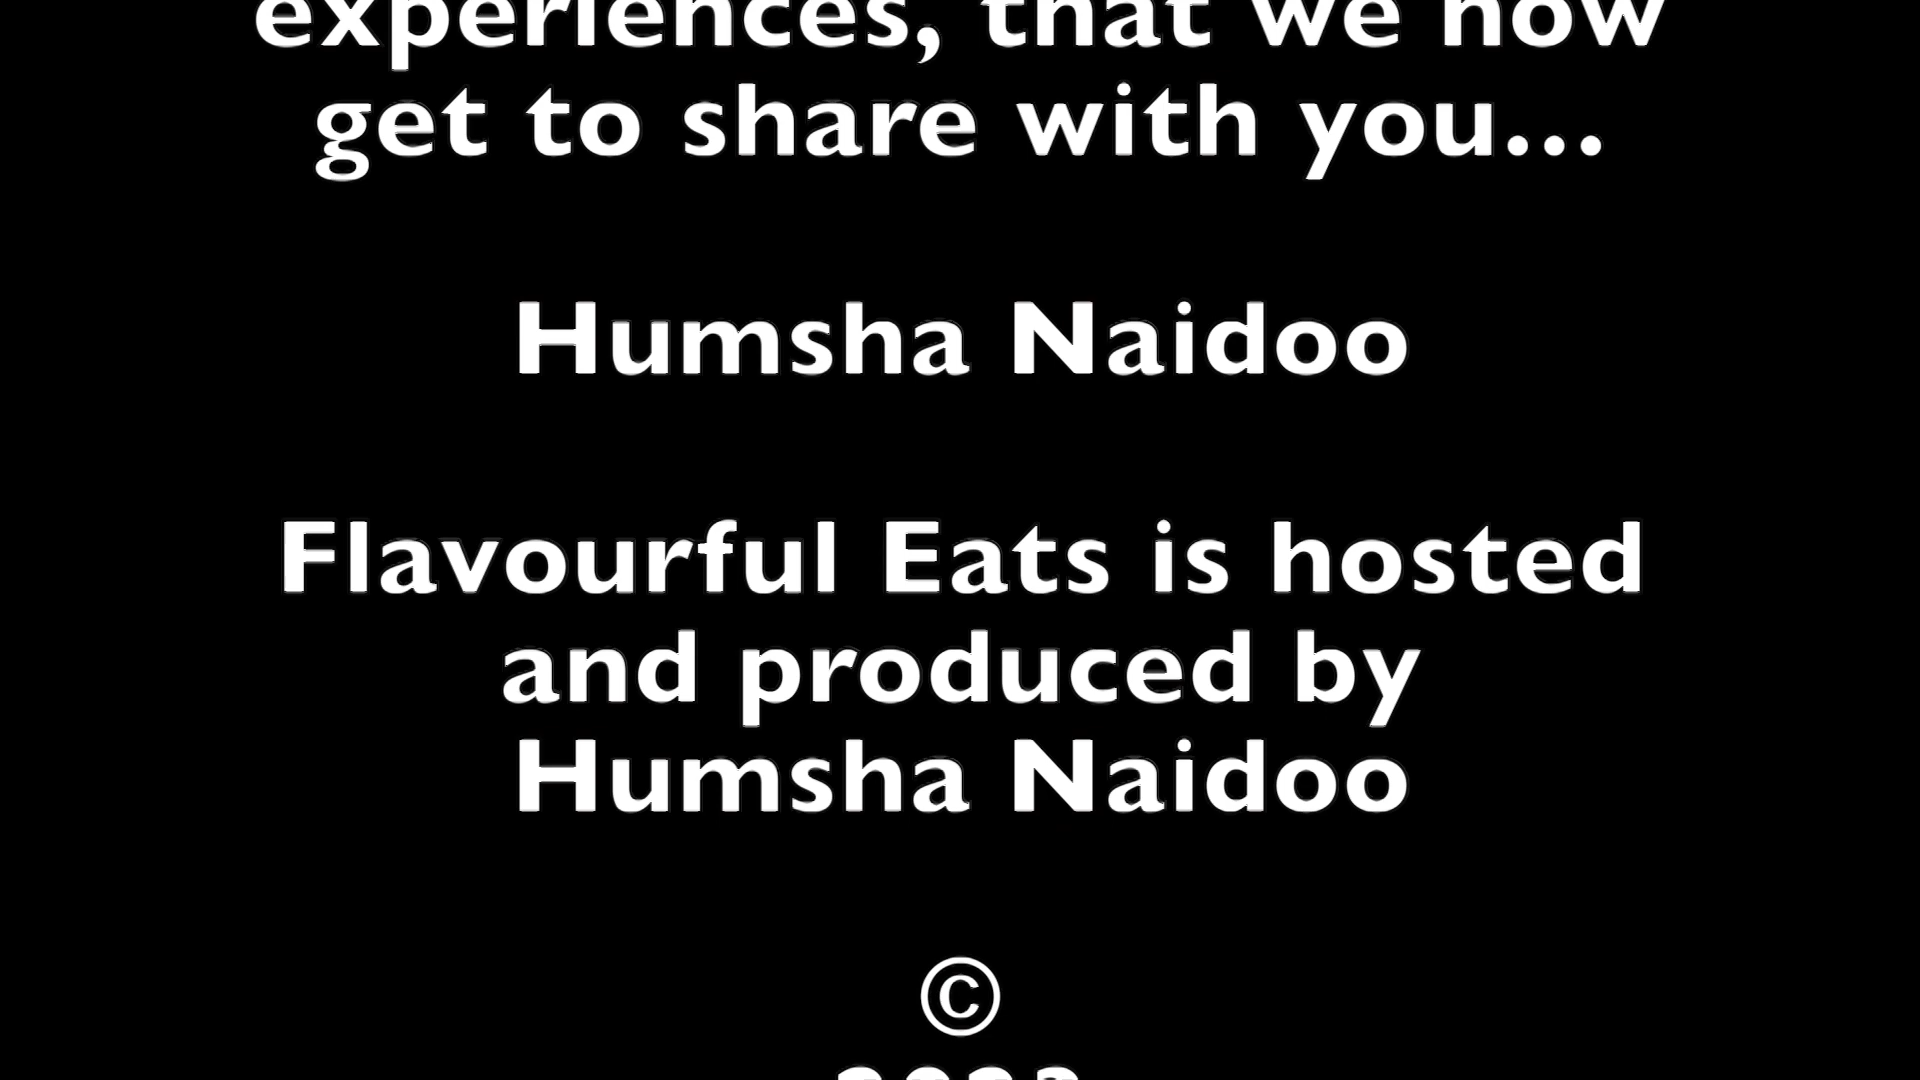 experiences, that we now
get to share with you...
Humsha Naidoo
Flavourful Eats is hosted
and produced by
Humsha Naidoo
©